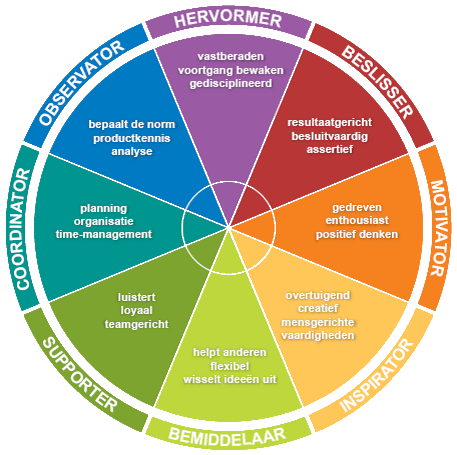 HERVORMER
vastberaden
voortgang bewaken
gedisciplineerd
BESLISSER
resultaatgericht
besluitvaardig
assertief
MOTIVATOR
gedreven
enthousiast
positief denken
INSPIRATOR
overtuigend
creatief
mensgerichte
vaardigheden
BEMIDDELAAR
helpt anderen
flexibel
wisselt ideeën uit
SUPPORTER
luistert
loyaal
teamgericht
COORDINATOR
planning
organisatie
time-management
OBSERVATOR
bepaalt de norm
productkennis
analyse